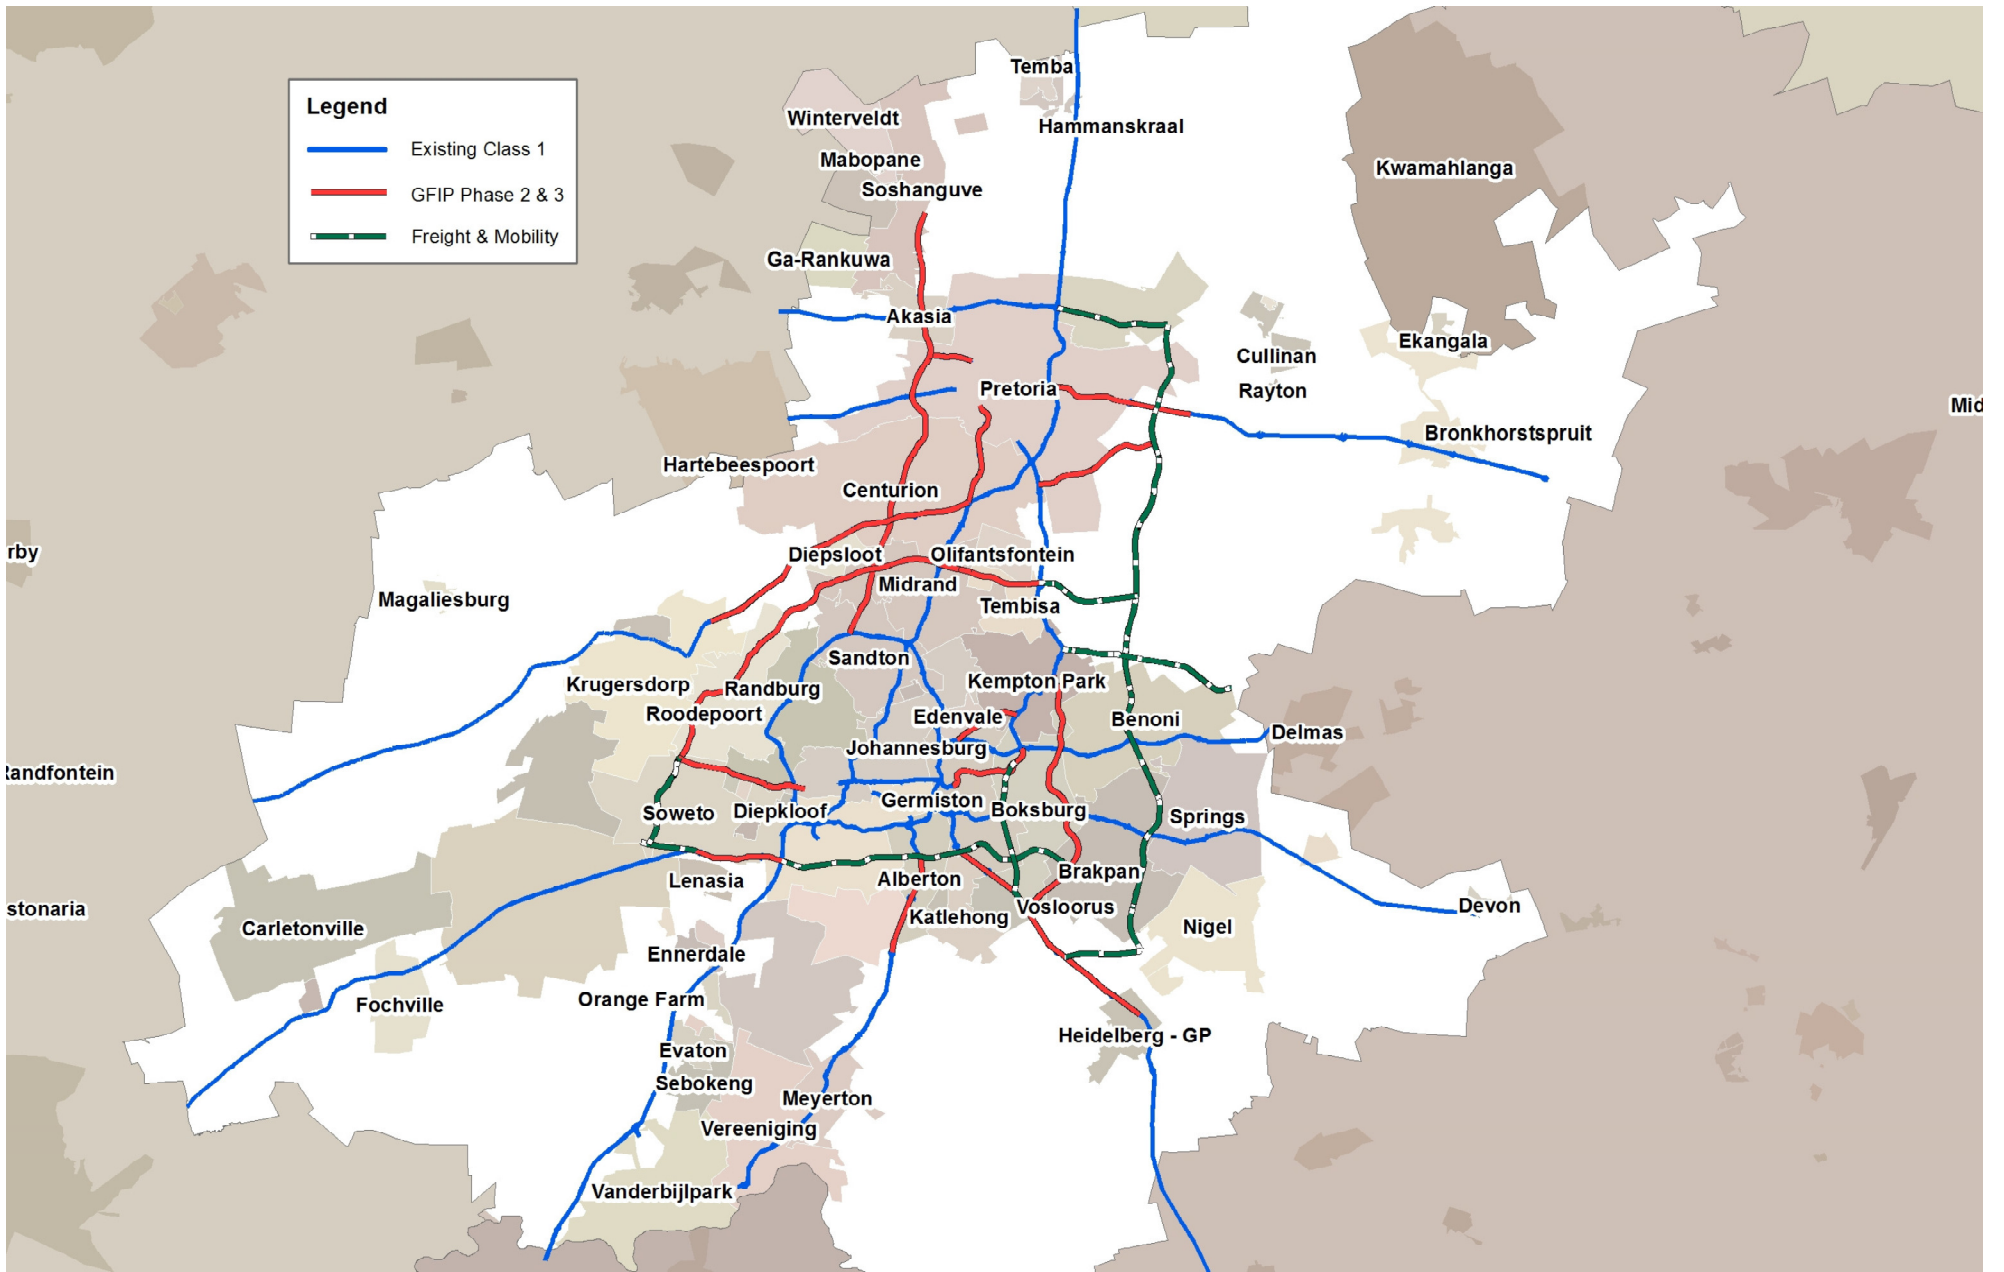 Temba
Legend
Winterveldt
Hammanskraal
Existing Class 1
Mabopane
Kwamahlanga
GFIP Phase 2 & 3
Soshanguve
Freight & Mobility
Ga-Rankuwa
Akasia
Ekangala
Cullinan
Pretoria
Rayton
Mid
Bronkhorstspruit
Hartebeespoort
Centurion
rby
Diepsloot
Olifantsfontein
Midrand
Magaliesburg
Tembisa
Sandton
Krugersdorp
Randburg
Kempton Park
Roodepoort
Edenvale
Benoni
Delmas
Johannesburg
Randfontein
Germiston
Soweto
Diepkloof
Boksburg
Springs
Brakpan
Lenasia
Alberton
stonaria
Devon
Vosloorus
Katlehong
Carletonville
Nigel
Ennerdale
Orange Farm
Fochville
Heidelberg - GP
Evaton
Sebokeng
Meyerton
Vereeniging
Vanderbijlpark